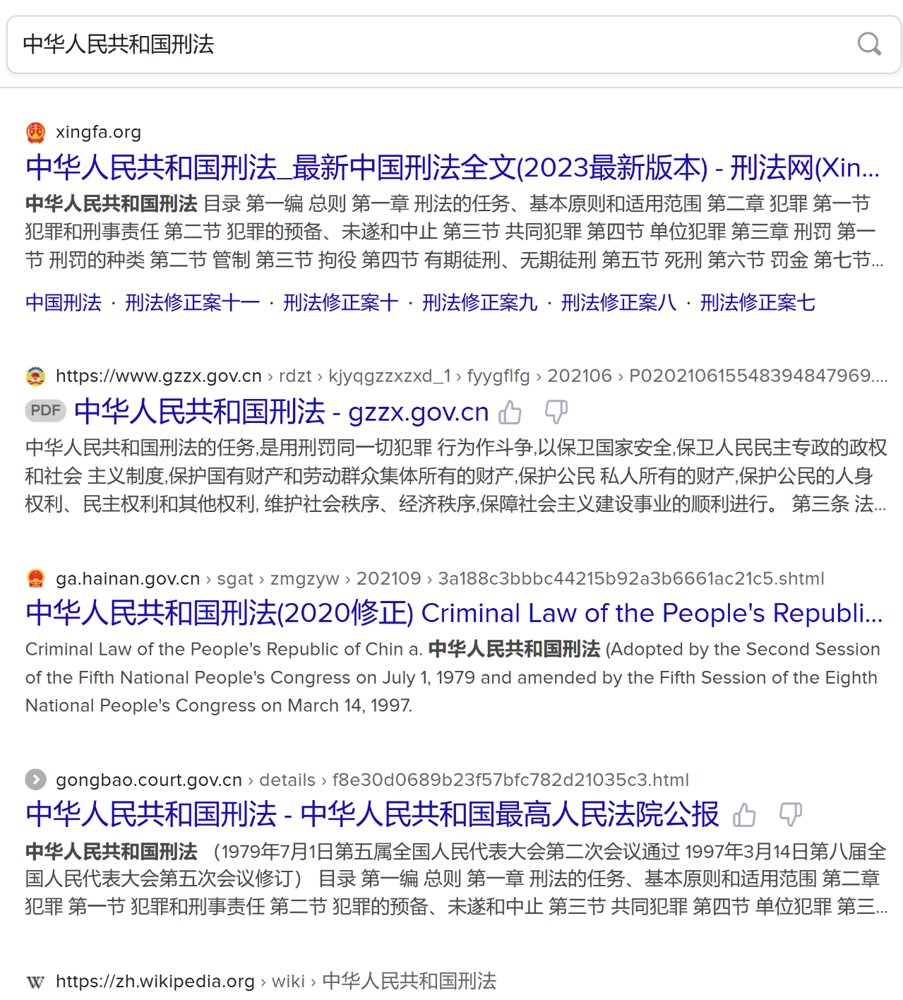 中华人民共和国刑法
xingfa.org
中华人民共和国刑法_最新中国刑法全文(2023最新版本) - 刑法网(Xin...
中华人民共和国刑法 目录 第一编 总则 第一章 刑法的任务、基本原则和适用范围 第二章 犯罪 第一节
犯罪和刑事责任 第二节 犯罪的预备、未遂和中止 第三节 共同犯罪 第四节 单位犯罪 第三章 刑罚 第一
节 刑罚的种类 第二节 管制 第三节 拘役 第四节 有期徒刑、无期徒刑 第五节 死刑 第六节 罚金 第七节...
中国刑法 · 刑法修正案十一 · 刑法修正案十 · 刑法修正案九 · 刑法修正案八 · 刑法修正案七
https://www.gzzx.gov.cn › rdzt › kjyqgzzxzxd_1 › fyygflfg › 202106 › P020210615548394847969....
PDF 中华人民共和国刑法 - gzzx.gov.cn
中华人民共和国刑法的任务,是用刑罚同一切犯罪 行为作斗争,以保卫国家安全,保卫人民民主专政的政权
和社会 主义制度,保护国有财产和劳动群众集体所有的财产,保护公民 私人所有的财产,保护公民的人身
权利、民主权利和其他权利, 维护社会秩序、经济秩序,保障社会主义建设事业的顺利进行。 第三条 法...
ga.hainan.gov.cn › sgat › zmgzyw › 202109 › 3a188c3bbbc44215b92a3b6661ac21c5.shtml
中华人民共和国刑法(2020修正) Criminal Law of the People's Republi...
Criminal Law of the People's Republic of Chin a. 中华人民共和国刑法 (Adopted by the Second Session
of the Fifth National People's Congress on July 1, 1979 and amended by the Fifth Session of the Eighth
National People's Congress on March 14, 1997.
gongbao.court.gov.cn › details › f8e30d0689b23f57bfc782d21035c3.html
中华人民共和国刑法 - 中华人民共和国最高人民法院公报
中华人民共和国刑法 （1979年7月1日第五属全国人民代表大会第二次会议通过 1997年3月14日第八届全
国人民代表大会第五次会议修订） 目录 第一编 总则 第一章 刑法的任务、基本原则和适用范围 第二章
犯罪 第一节 犯罪和刑事责任 第二节 犯罪的预备、未遂和中止 第三节 共同犯罪 第四节 单位犯罪 第三...
https://zh.wikipedia.org › wiki › 中华人民共和国刑法